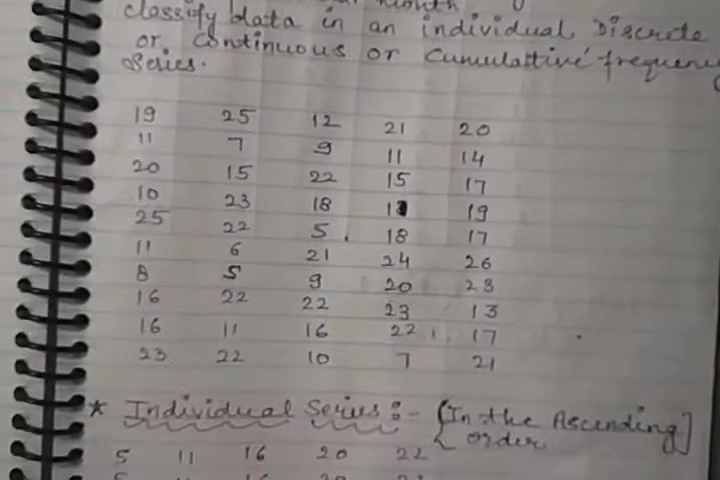 month
classify data in an individual Discrete
or continuous or Cumulattive frequency
Series.
19 25 12 21 20
11 7 9 11 14
20 15 22 15 17
10 23 18 19
25 22 5 18 17
11 6 21 24 26
8 5 9 20 23
16 22 22 23 13
16 11 16 22 17
23 22 10 7 21
* Individual Series :- [In the Ascending]
order
5 11 16 20 22